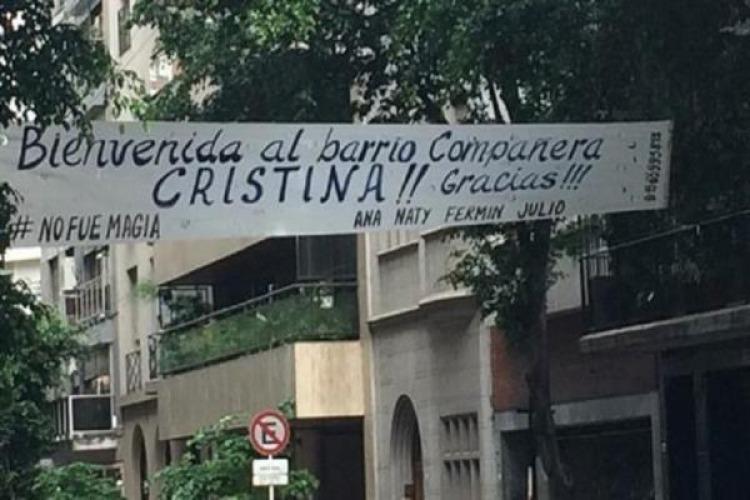 Bienvenida al barrio Compañera
CRISTINA!! Gracias!!!
# NO FUE MAGIA
ANA NATY FERMIN JULIO
E